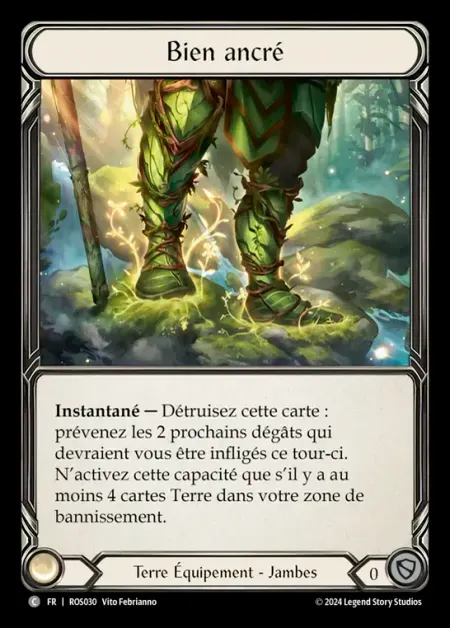 Bien ancré
Instantané — Détruisez cette carte :
prévenez les 2 prochains dégâts qui
devraient vous être infligés ce tour-ci.
N’activez cette capacité que s’il y a au
moins 4 cartes Terre dans votre zone de
bannissement.
Terre Équipement - Jambes
0
C FR | ROS030 Vito Febrianno
© 2024 Legend Story Studios